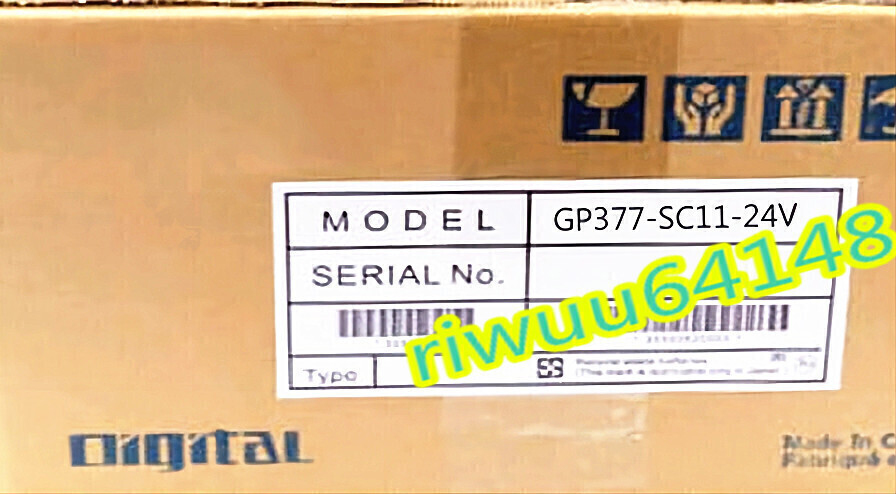 MODEL GP377-SC11-24V
SERIAL No.
riwuu64148
Type
Digital
Made In C